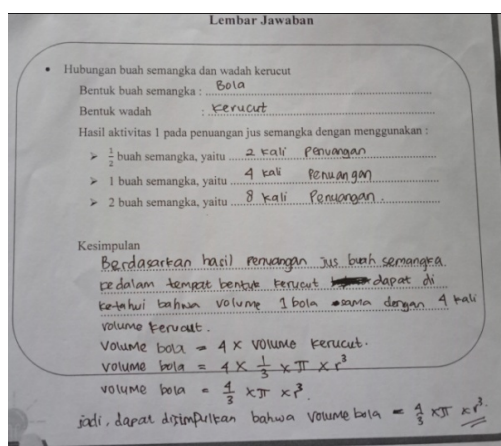 Lembar Jawaban
• Hubungan buah semangka dan wadah kerucut
Bentuk buah semangka : Bola
Bentuk wadah : kerucut
Hasil aktivitas 1 pada penuangan jus semangka dengan menggunakan :
➢ 1/2 buah semangka, yaitu 2 kali penuangan
➢ 1 buah semangka, yaitu 4 kali Penuangan
➢ 2 buah semangka, yaitu 8 kali Penuangan.
Kesimpulan
Berdasarkan hasil penuangan jus buah semangka
kedalam tempat bentuk kerucut dapat di
ketahui bahwa volume 1 bola sama dengan 4 kali
volume kerucut.
Volume bola = 4 x volume kerucut.
Volume bola = 4 x 1/3 x π x r³
volume bola = 4/3 x π x r³.
jadi, dapat disimpulkan bahwa volume bola = 4/3 x π x r³.